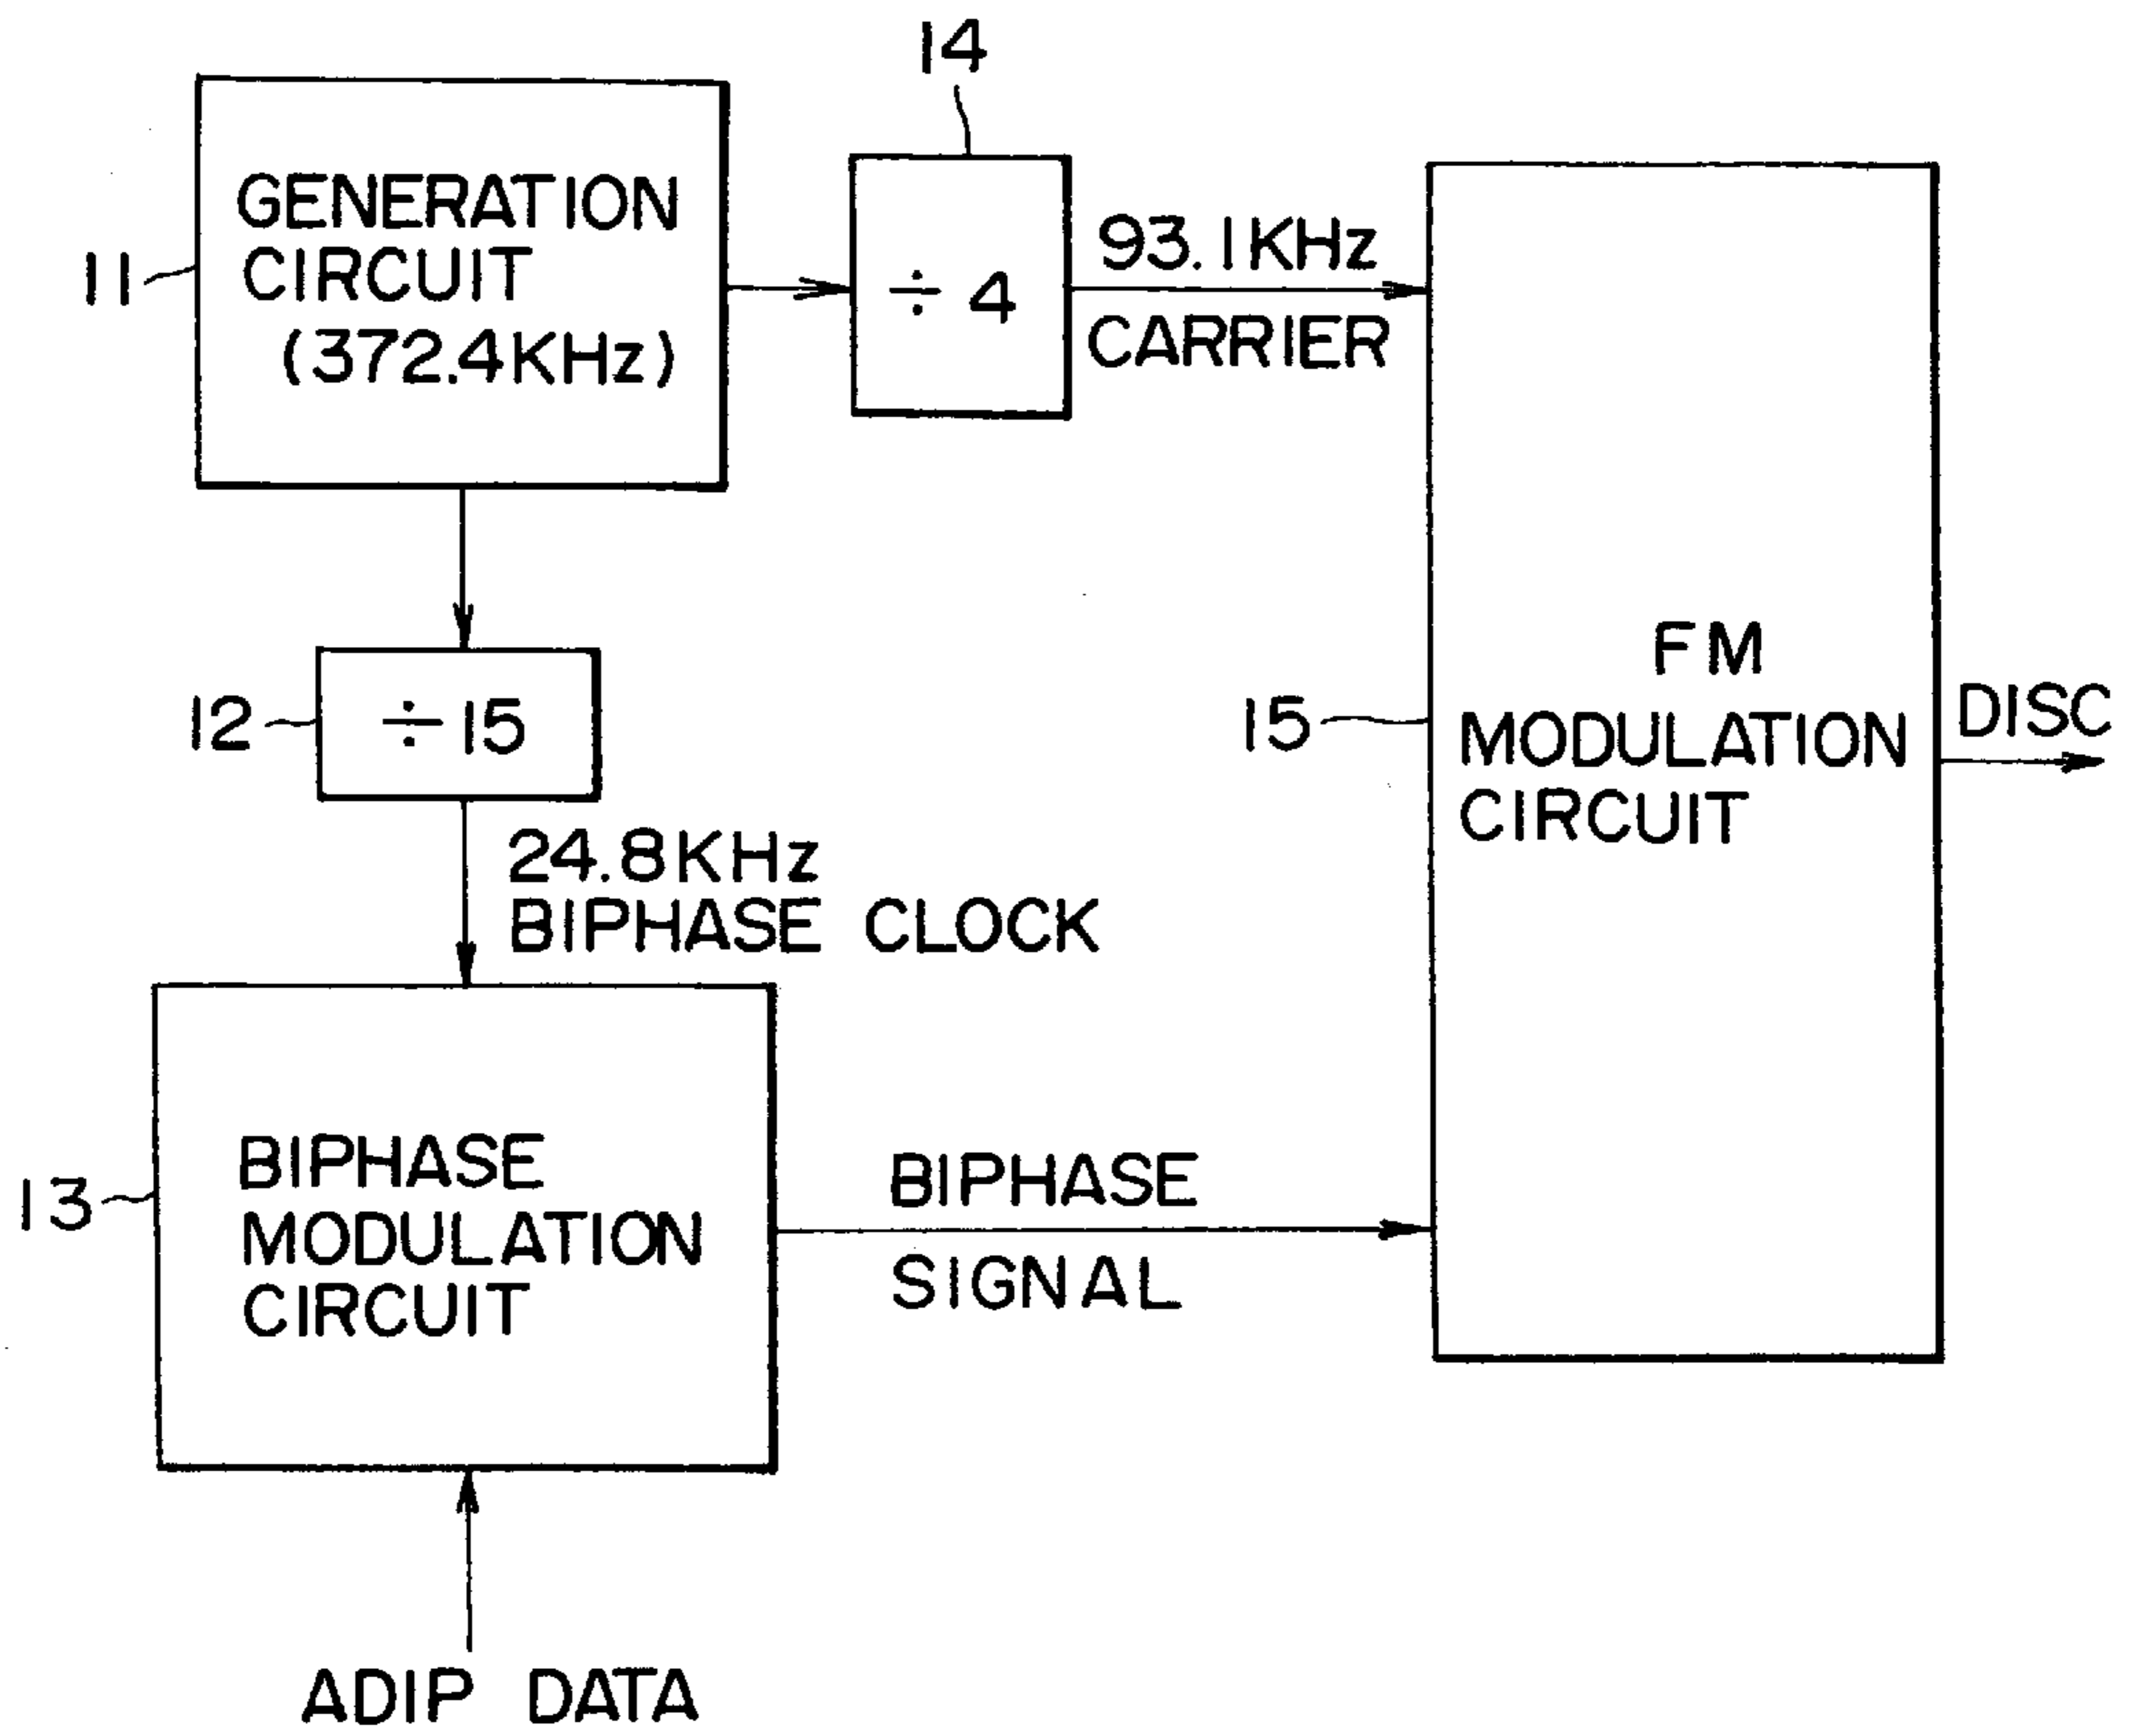 14
GENERATION
CIRCUIT
(372.4KHz)
11
÷ 4
93.1KHz
CARRIER
12
÷15
24.8KHz
BIPHASE CLOCK
15
FM
MODULATION
CIRCUIT
DISC
13
BIPHASE
MODULATION
CIRCUIT
BIPHASE
SIGNAL
ADIP DATA